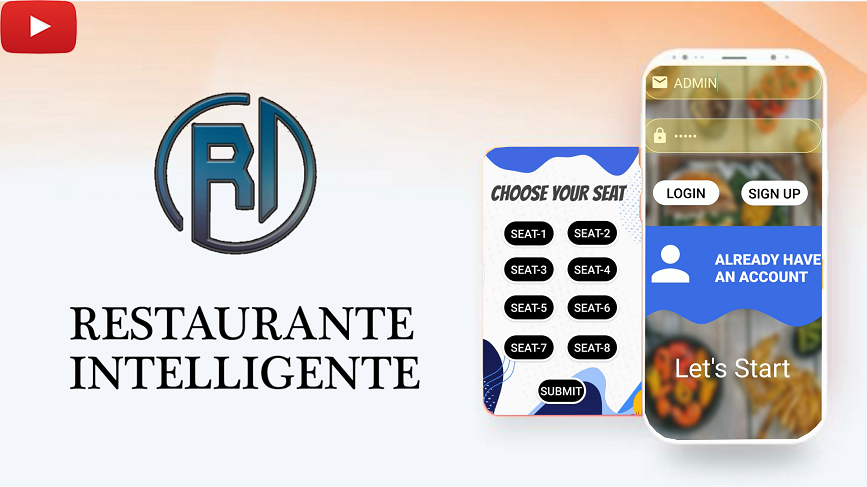 RI
RESTAURANTE
INTELLIGENTE
CHOOSE YOUR SEAT
SEAT-1 SEAT-2
SEAT-3 SEAT-4
SEAT-5 SEAT-6
SEAT-7 SEAT-8
SUBMIT
ADMIN
•••••
LOGIN SIGN UP
ALREADY HAVE
AN ACCOUNT
Let's Start